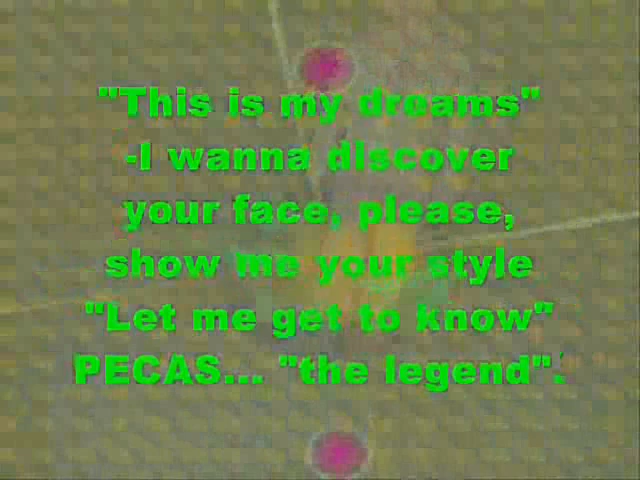 "This is my dreams"
-I wanna discover
your face, please,
show me your style
"Let me get to know"
PECAS... "the legend".